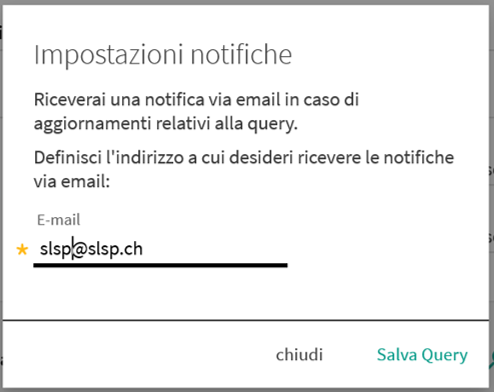 Impostazioni notifiche
Riceverai una notifica via email in caso di
aggiornamenti relativi alla query.
Definisci l'indirizzo a cui desideri ricevere le notifiche
via email:
E-mail
* slsp@slsp.ch
chiudi Salva Query